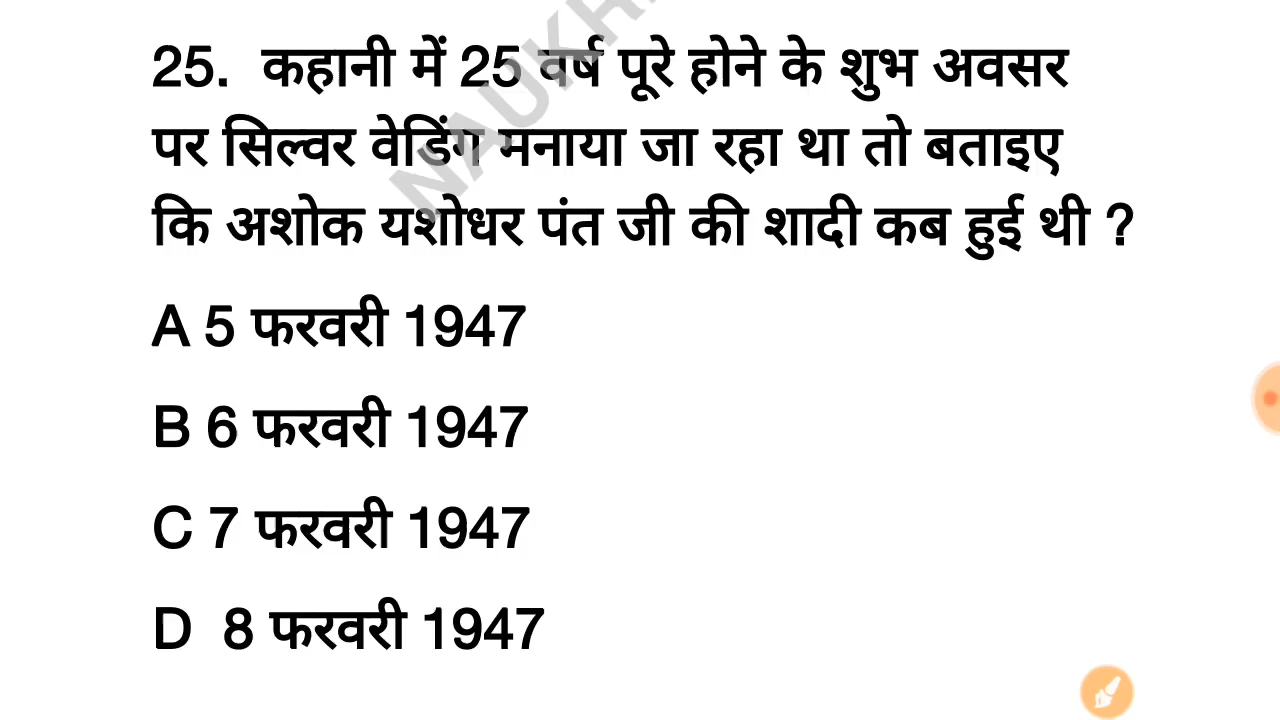 25. कहानी में 25 वर्ष पूरे होने के शुभ अवसर
पर सिल्वर वेडिंग मनाया जा रहा था तो बताइए
कि अशोक यशोधर पंत जी की शादी कब हुई थी ?
A 5 फरवरी 1947
B 6 फरवरी 1947
C 7 फरवरी 1947
D 8 फरवरी 1947